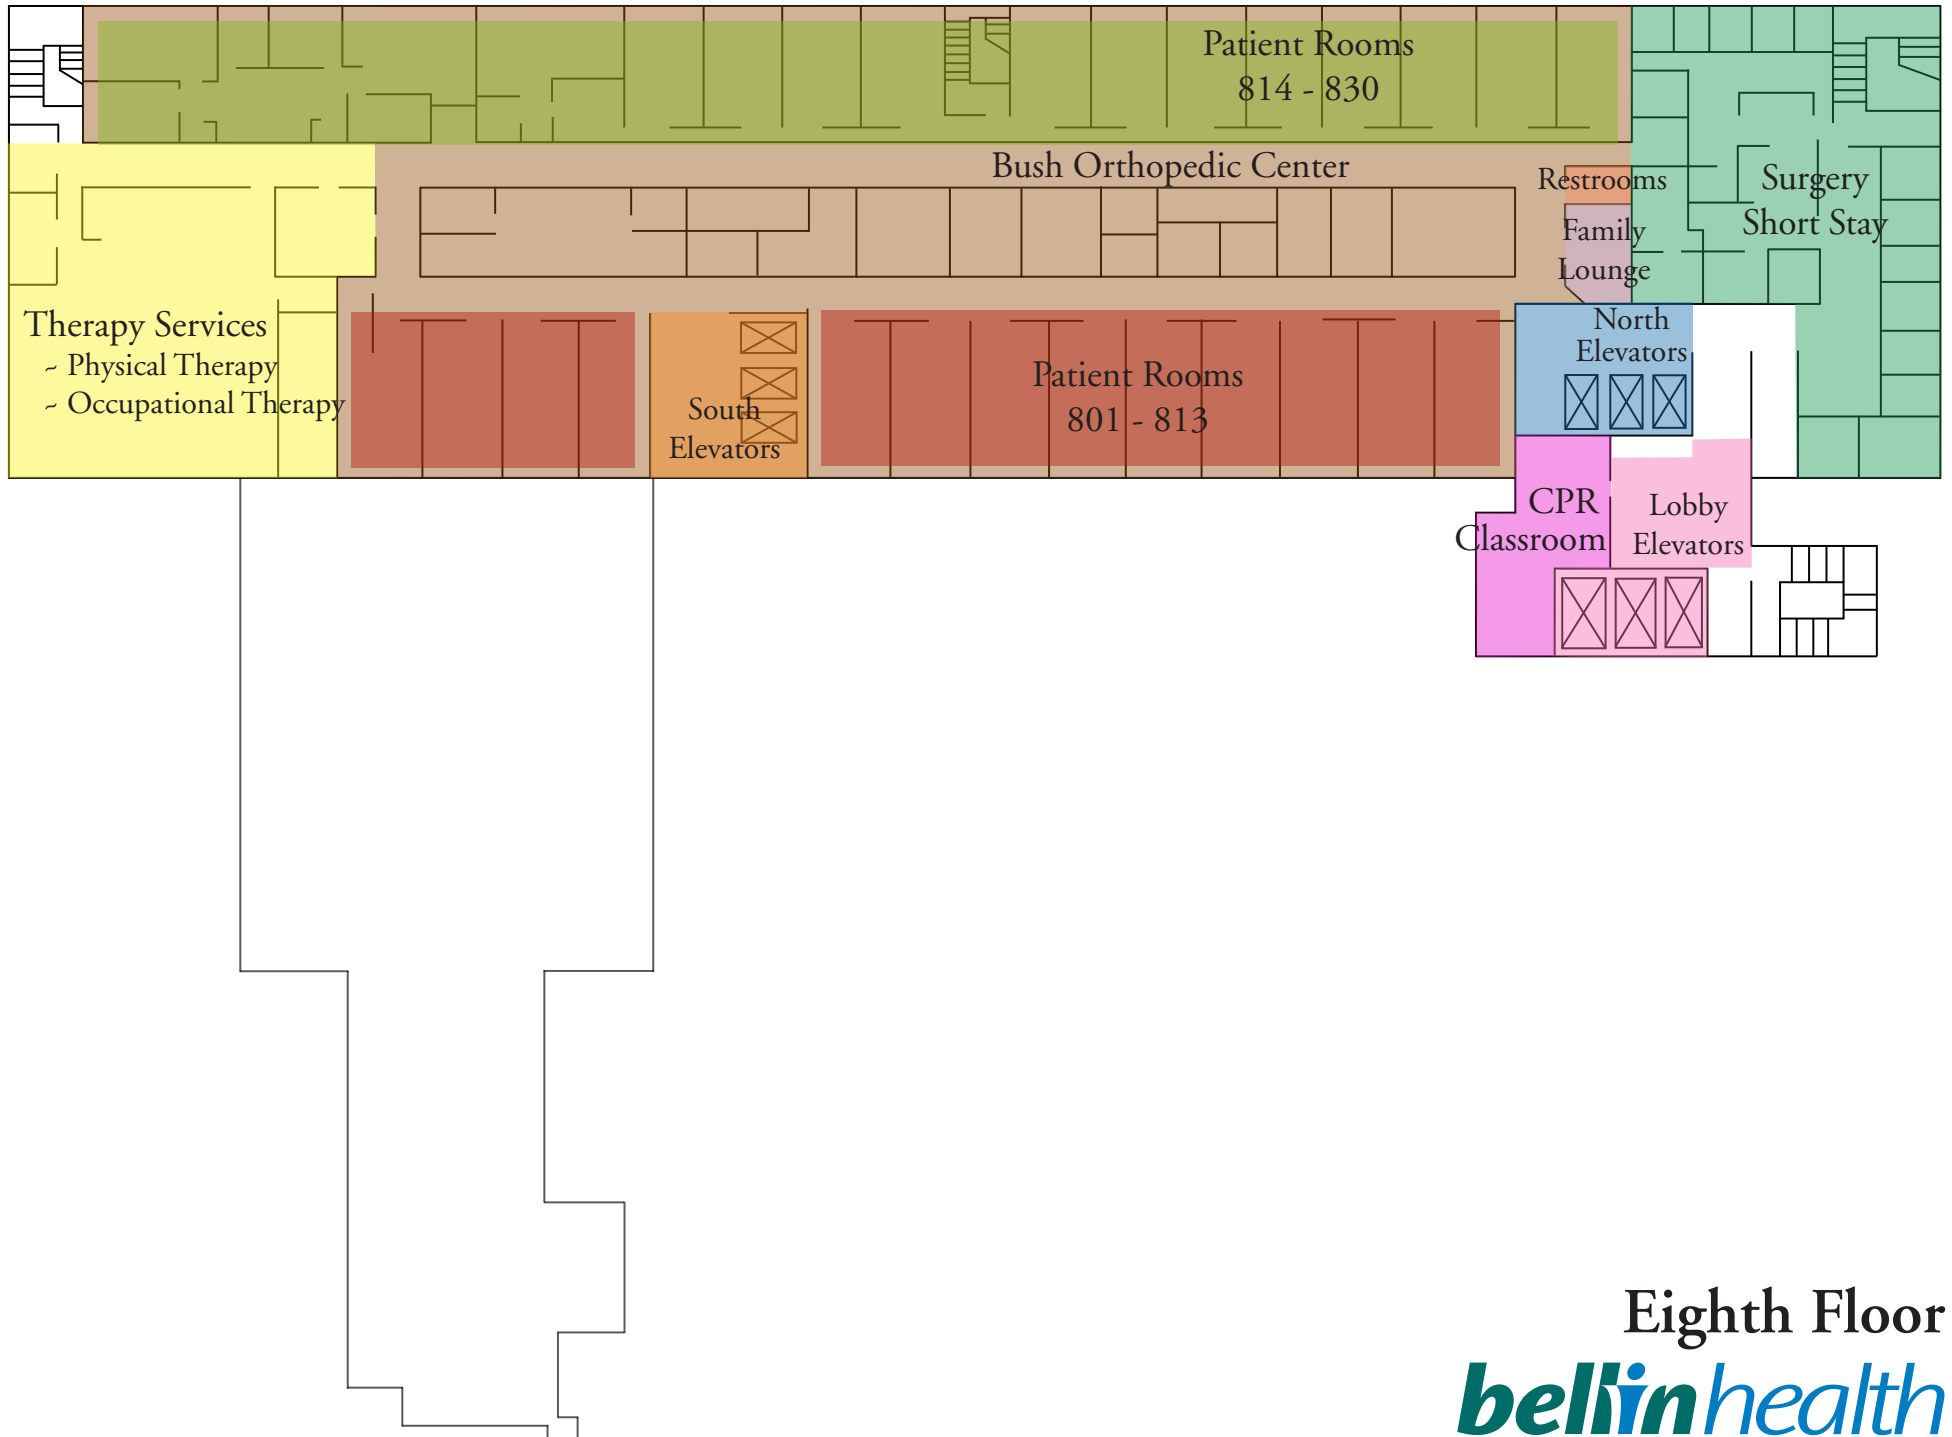 Patient Rooms
814 - 830
Bush Orthopedic Center
Restrooms
Family
Lounge
Surgery
Short Stay
Therapy Services
~ Physical Therapy
~ Occupational Therapy
South
Elevators
Patient Rooms
801 - 813
North
Elevators
CPR
Classroom
Lobby
Elevators
Eighth Floor
bellinhealth